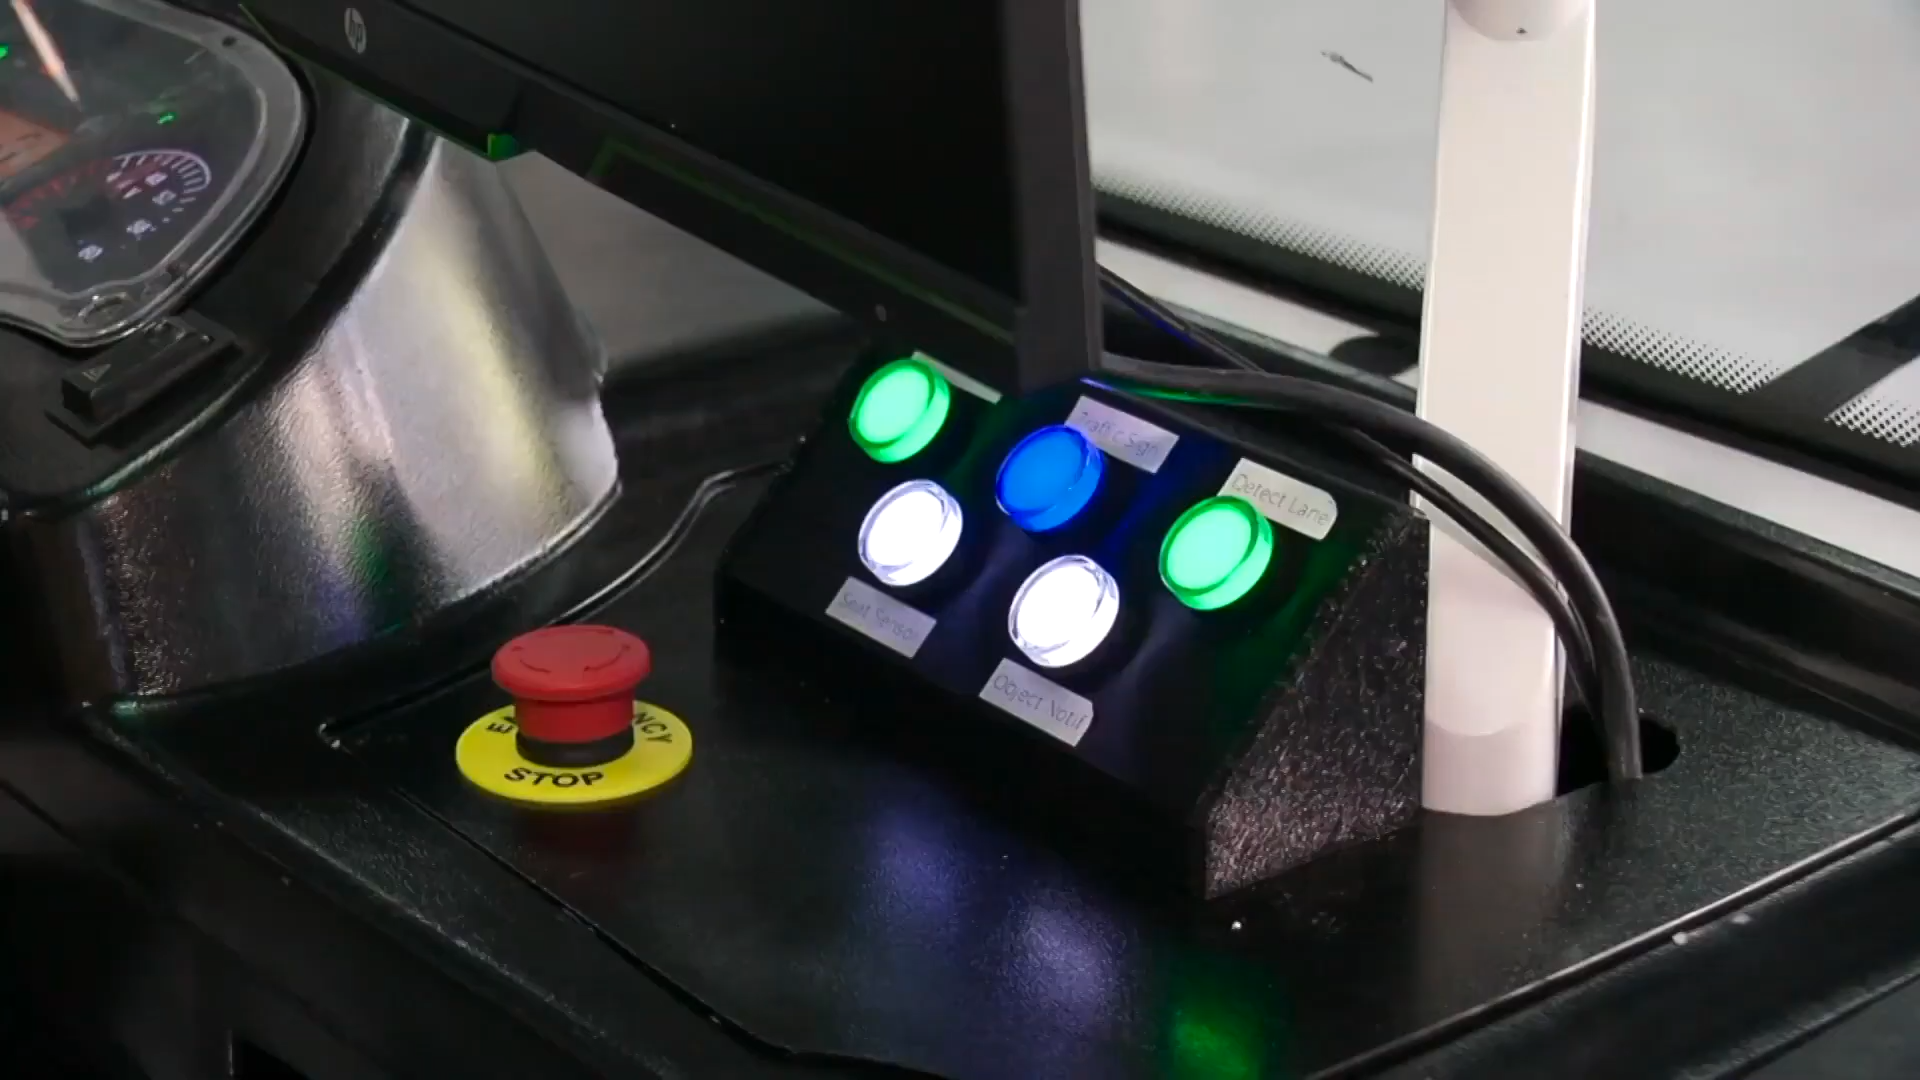 hp
Traffic Sign
Detect Lane
Seat Sensor
Object Notif
STOP